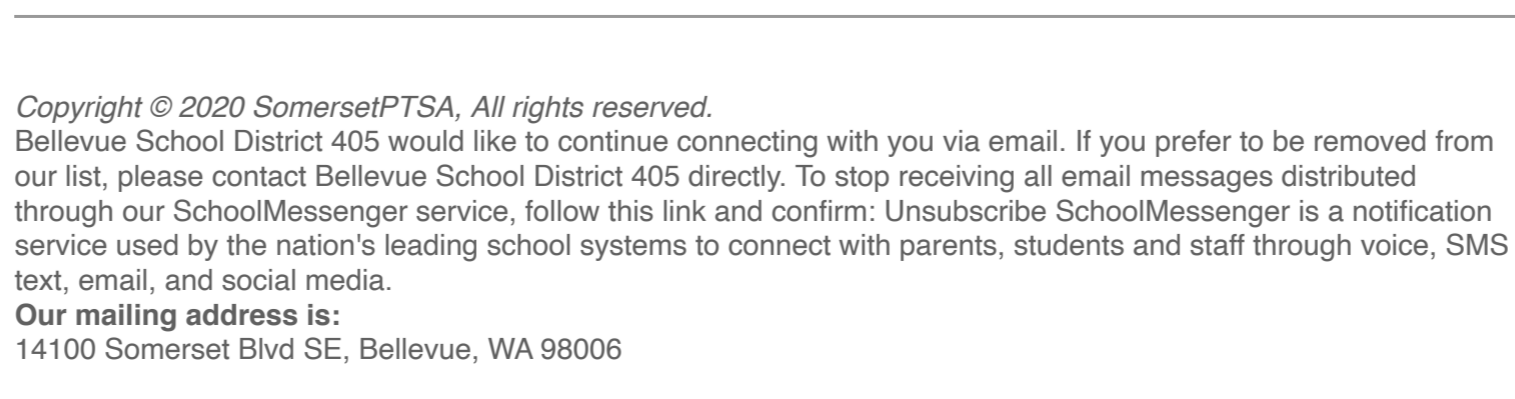 Copyright © 2020 SomersetPTSA, All rights reserved.
Bellevue School District 405 would like to continue connecting with you via email. If you prefer to be removed from
our list, please contact Bellevue School District 405 directly. To stop receiving all email messages distributed
through our SchoolMessenger service, follow this link and confirm: Unsubscribe SchoolMessenger is a notification
service used by the nation's leading school systems to connect with parents, students and staff through voice, SMS
text, email, and social media.
Our mailing address is:
14100 Somerset Blvd SE, Bellevue, WA 98006